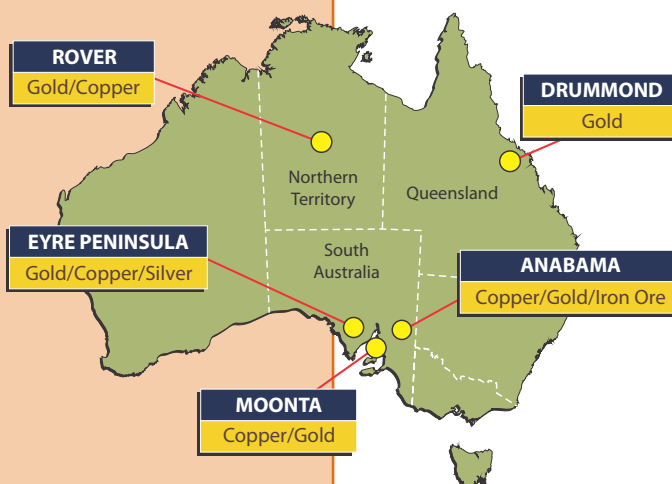 ROVER
Gold/Copper
DRUMMOND
Gold
Northern
Territory
Queensland
EYRE PENINSULA
Gold/Copper/Silver
South
Australia
ANABAMA
Copper/Gold/Iron Ore
MOONTA
Copper/Gold